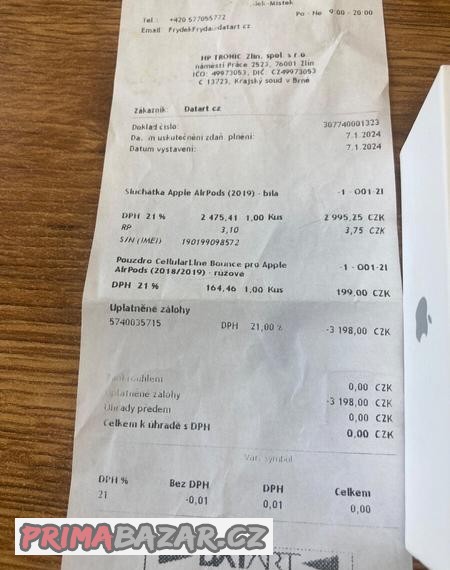 dek-Místek
Tel.: +420 577055772 Po - Ne 9:00 - 20:00
Email FrydekFryda@datart.cz
HP TRONIC Zlín, spol. s r.o.
náměstí Práce 2523, 76001 Zlín
IČO: 49973053, DIČ: CZ49973053
C 13723, Krajský soud v Brně
Zákazník: Datart.cz
Doklad číslo: 307740001323
uskutečnění zdaň. plnění: 7.1.2024
Datum vystavení: 7.1.2024
Sluchátka Apple AirPods (2019) - bílá -1 - O01-21
DPH 21 % 2 475,41 1,00 Kus 2 995,25 CZK
RP 3,10 3,75 CZK
S/N (IMEI) 190199098572
Pouzdro CellularLine Bounce pro Apple -1 - O01-21
AirPods (2018/2019) - růžové
DPH 21 % 164,46 1,00 Kus 199,00 CZK
Uplatněné zálohy
5740035715 DPH 21,00 % -3 198,00 CZK
0,00 CZK
Uplatněné zálohy -3 198,00 CZK
Úhrady předem 0,00 CZK
Celkem k úhradě s DPH 0,00 CZK
Var. symbol
DPH % Bez DPH DPH Celkem
21 -0,01 0,01 0,00
PRIMABAZAR.CZ
DATART